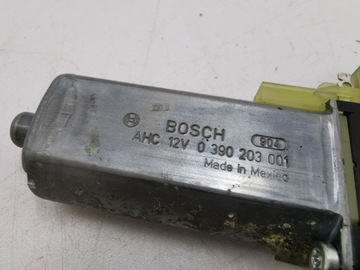 BOSCH
904
AHC 12V 0 390 203 001
Made in Mexico